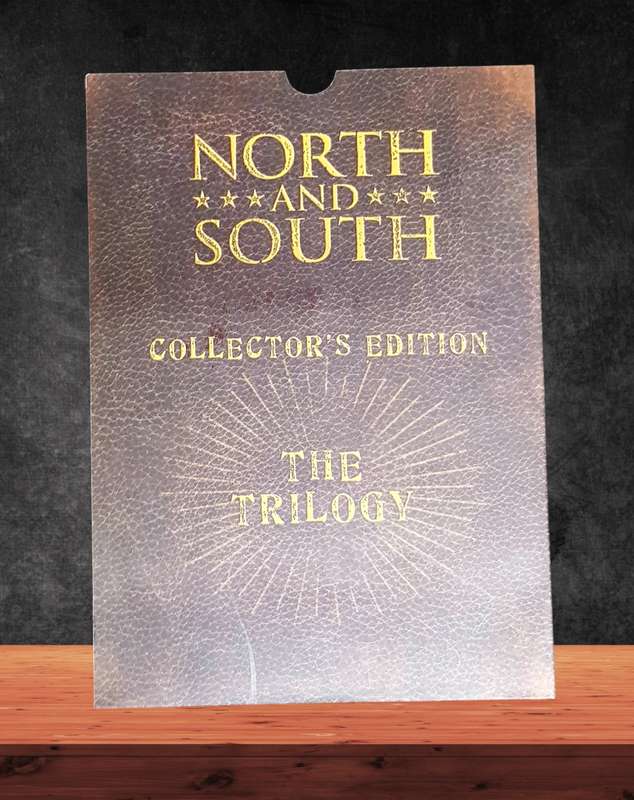 NORTH
AND
SOUTH
COLLECTOR'S EDITION
THE
TRILOGY